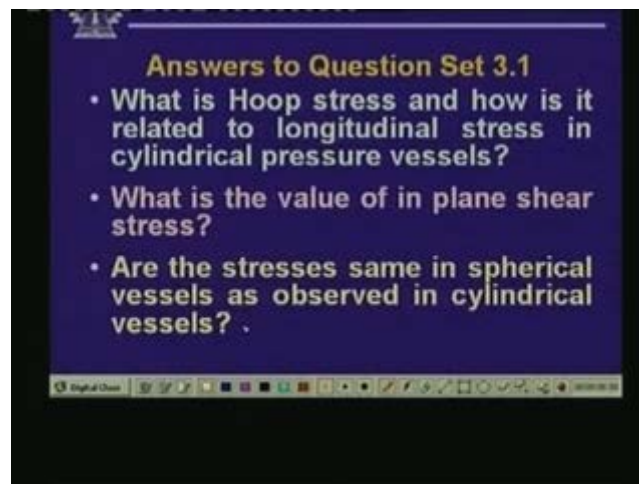 Answers to Question Set 3.1
• What is Hoop stress and how is it
related to longitudinal stress in
cylindrical pressure vessels?
• What is the value of in plane shear
stress?
• Are the stresses same in spherical
vessels as observed in cylindrical
vessels?